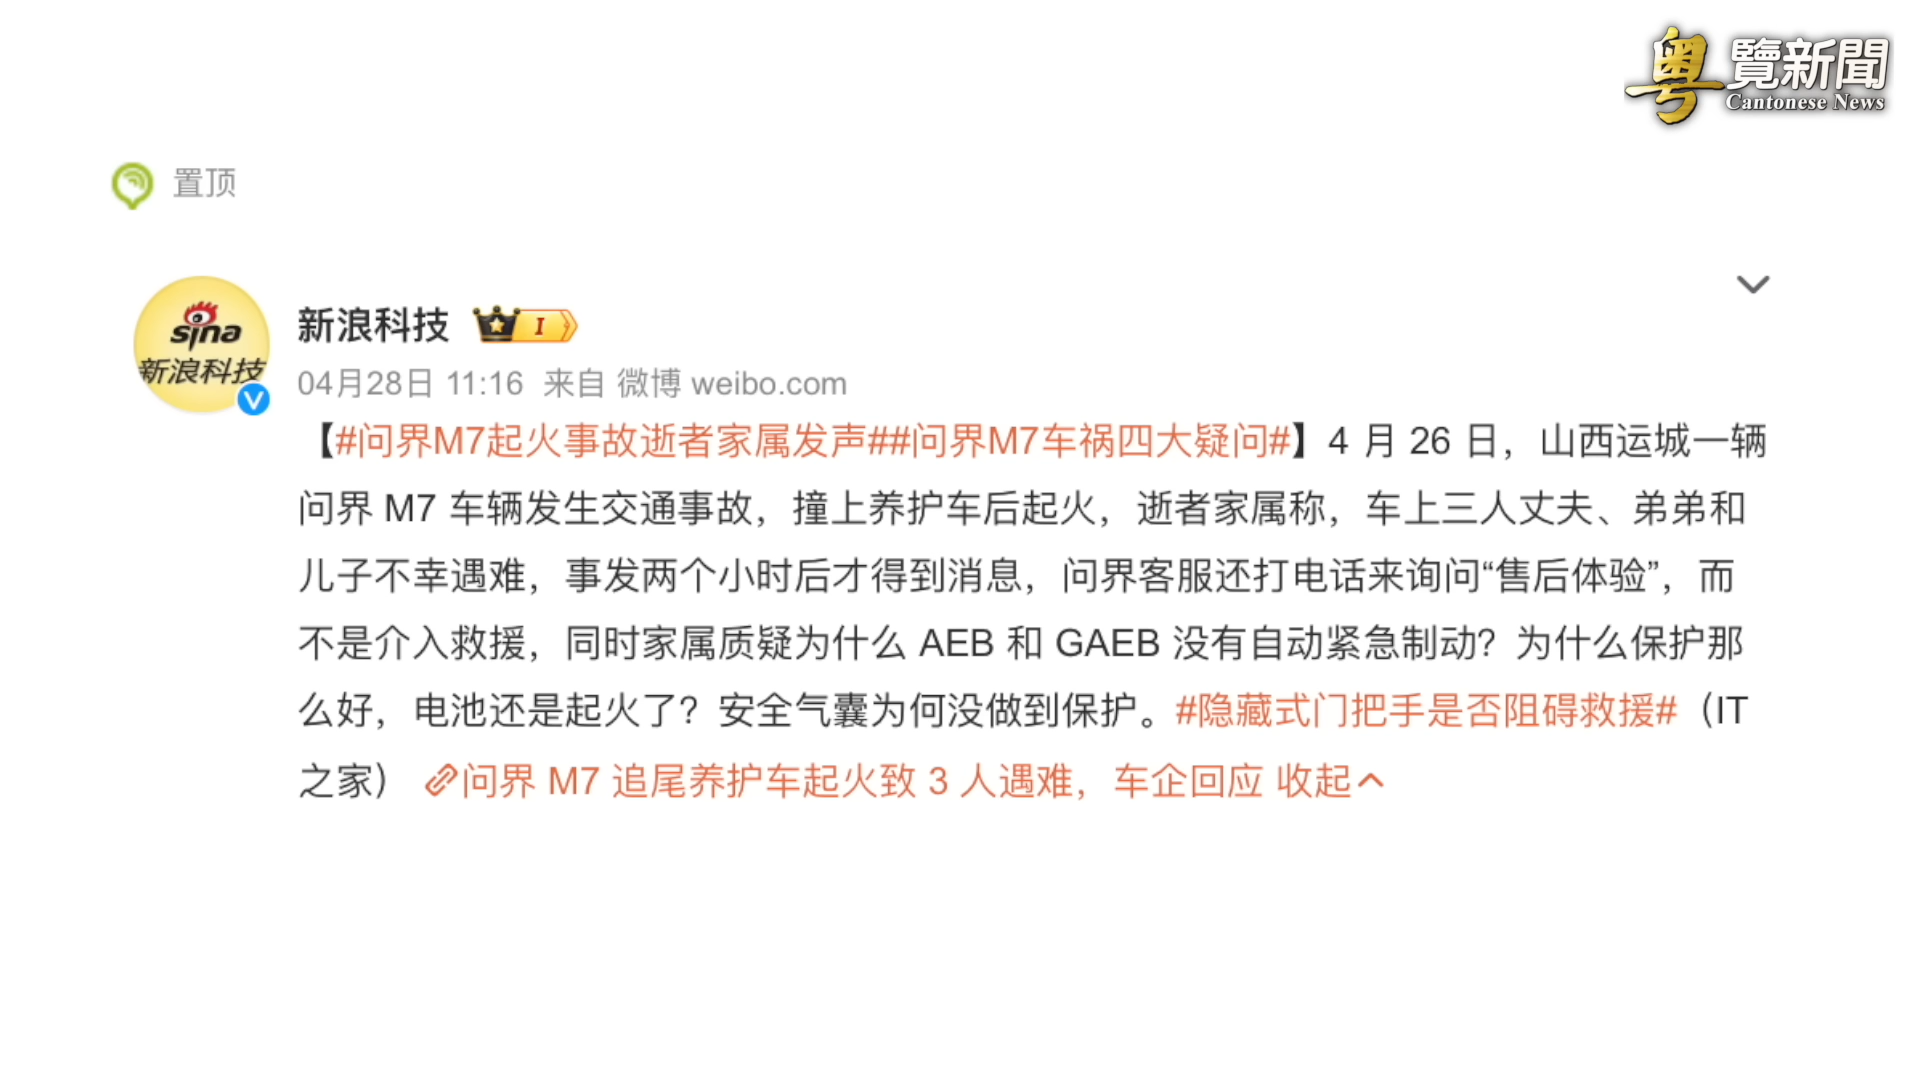 粤覽新聞
Cantonese News
置顶
sina
新浪科技
新浪科技 I
04月28日 11:16 来自 微博 weibo.com
【#问界M7起火事故逝者家属发声##问界M7车祸四大疑问#】4 月 26 日，山西运城一辆
问界 M7 车辆发生交通事故，撞上养护车后起火，逝者家属称，车上三人丈夫、弟弟和
儿子不幸遇难，事发两个小时后才得到消息，问界客服还打电话来询问“售后体验”，而
不是介入救援，同时家属质疑为什么 AEB 和 GAEB 没有自动紧急制动？为什么保护那
么好，电池还是起火了？安全气囊为何没做到保护。#隐藏式门把手是否阻碍救援#（IT
之家） 问界 M7 追尾养护车起火致 3 人遇难，车企回应 收起